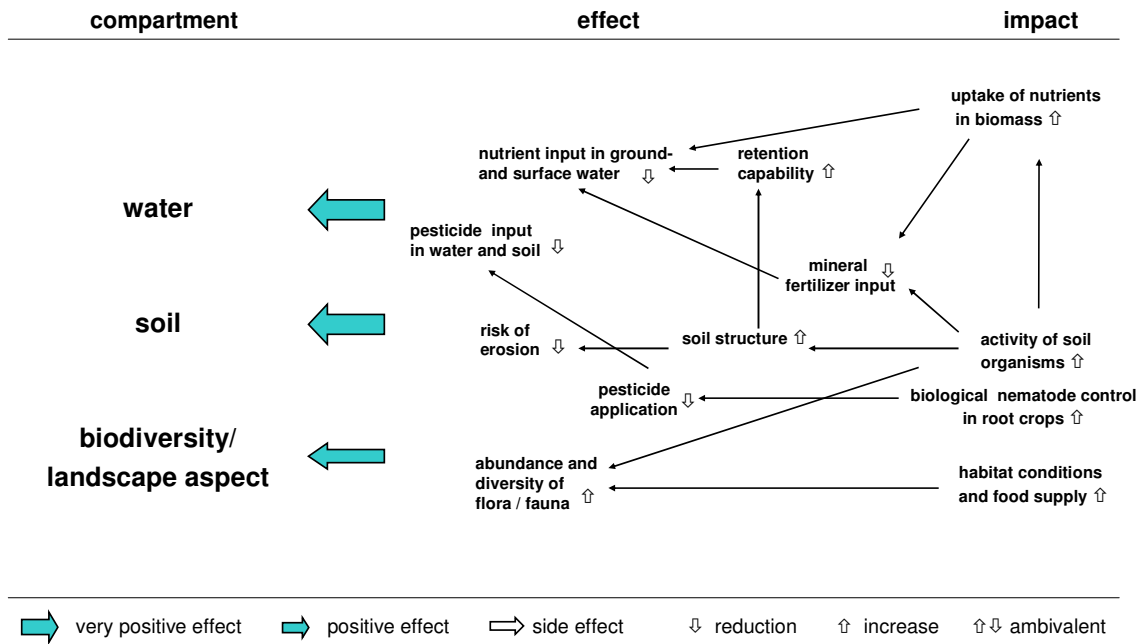 compartment effect impact
uptake of nutrients
in biomass ⇧
nutrient input in ground-
and surface water ⇩
retention
capability ⇧
water
pesticide input
in water and soil ⇩
mineral ⇩
fertilizer input
soil
risk of
erosion ⇩
soil structure ⇧
activity of soil
organisms ⇧
pesticide
application ⇩
biological nematode control
in root crops ⇧
biodiversity/
landscape aspect
abundance and
diversity of
flora / fauna ⇧
habitat conditions
and food supply ⇧
very positive effect positive effect side effect ⇩ reduction ⇧ increase ⇧⇩ ambivalent